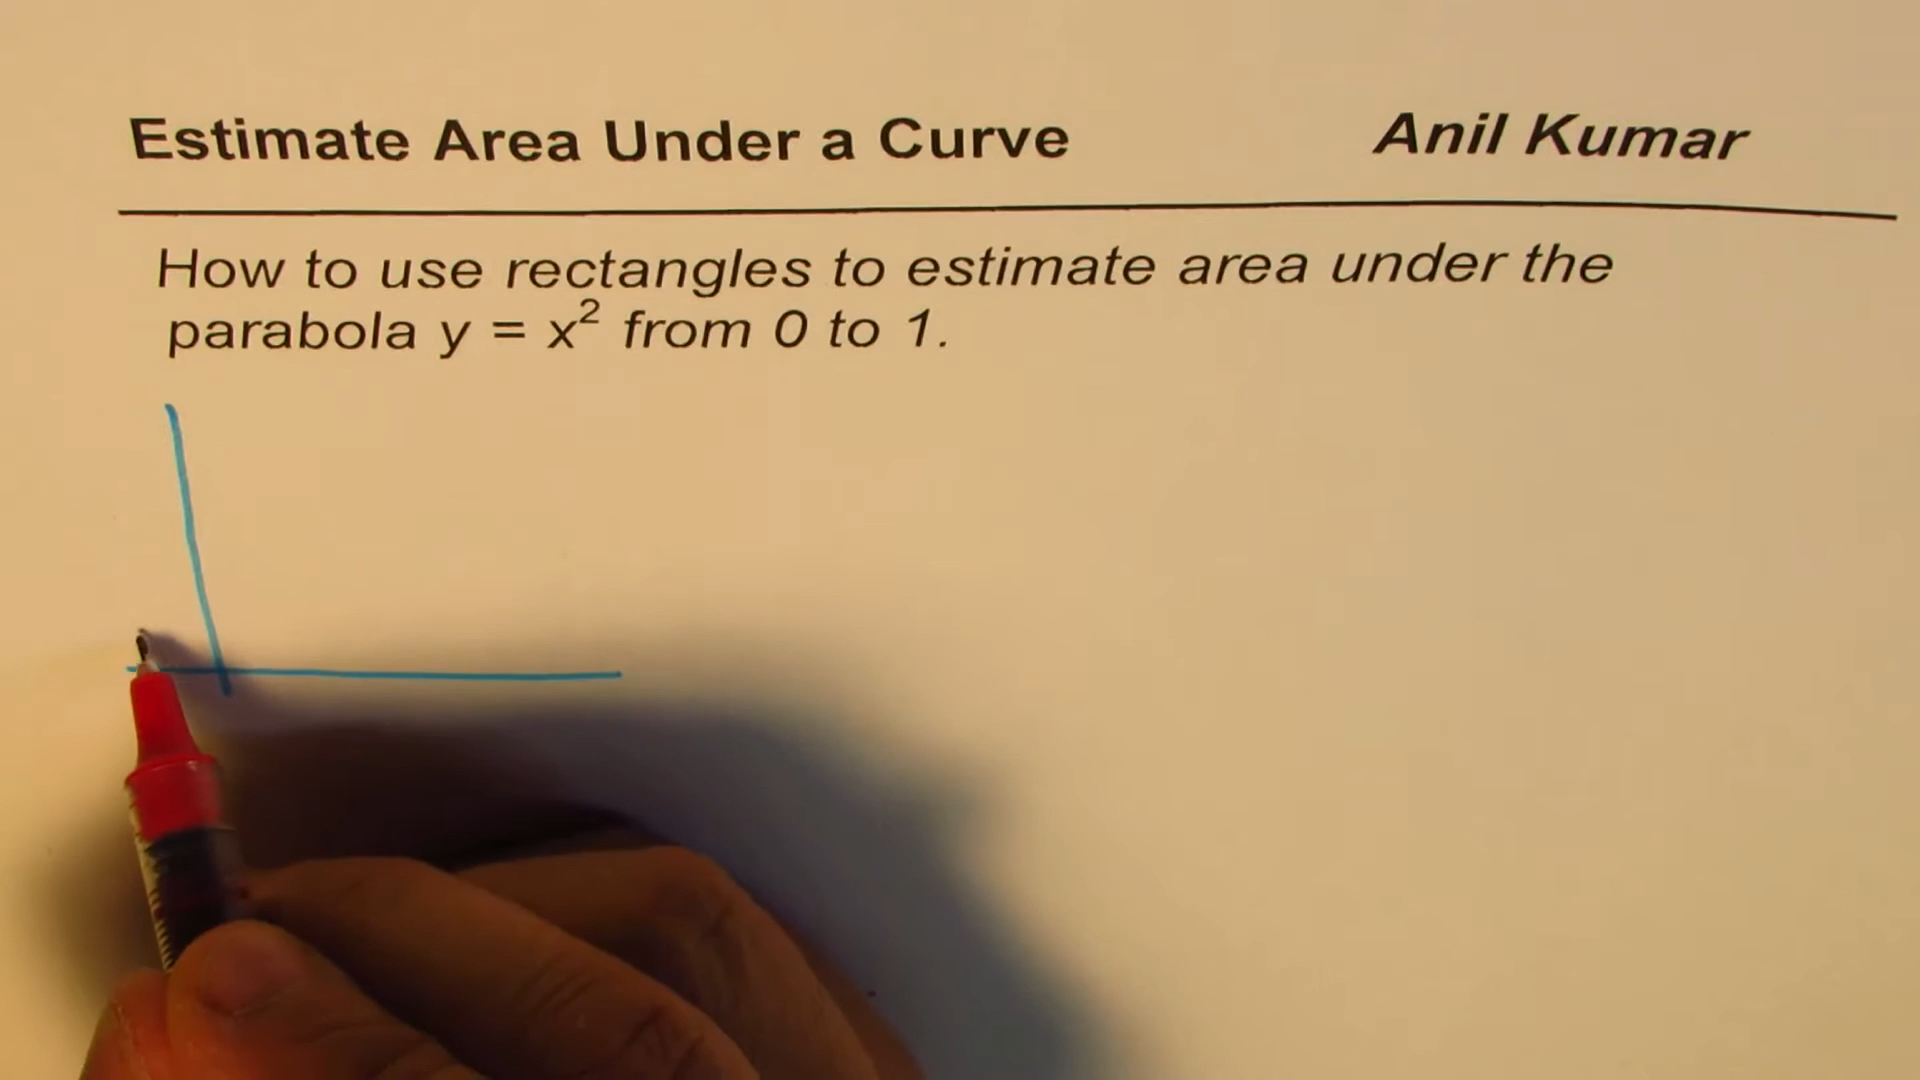 Estimate Area Under a Curve Anil Kumar
How to use rectangles to estimate area under the
parabola y = x² from 0 to 1.